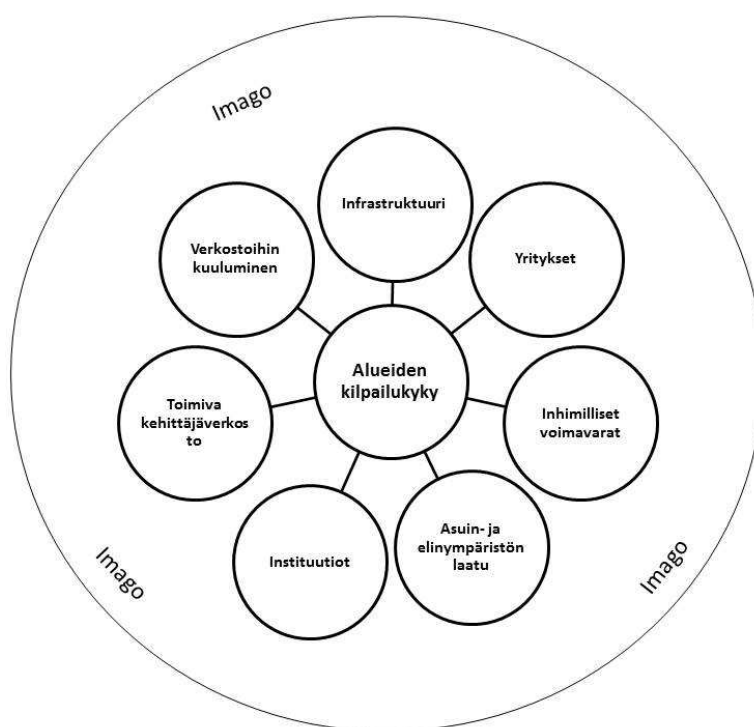 Imago
Infrastruktuuri
Verkostoihin
kuuluminen
Yritykset
Alueiden
kilpailukyky
Toimiva
kehittäjäverkos
to
Inhimilliset
voimavarat
Instituutiot
Asuin- ja
elinympäristön
laatu
Imago
Imago